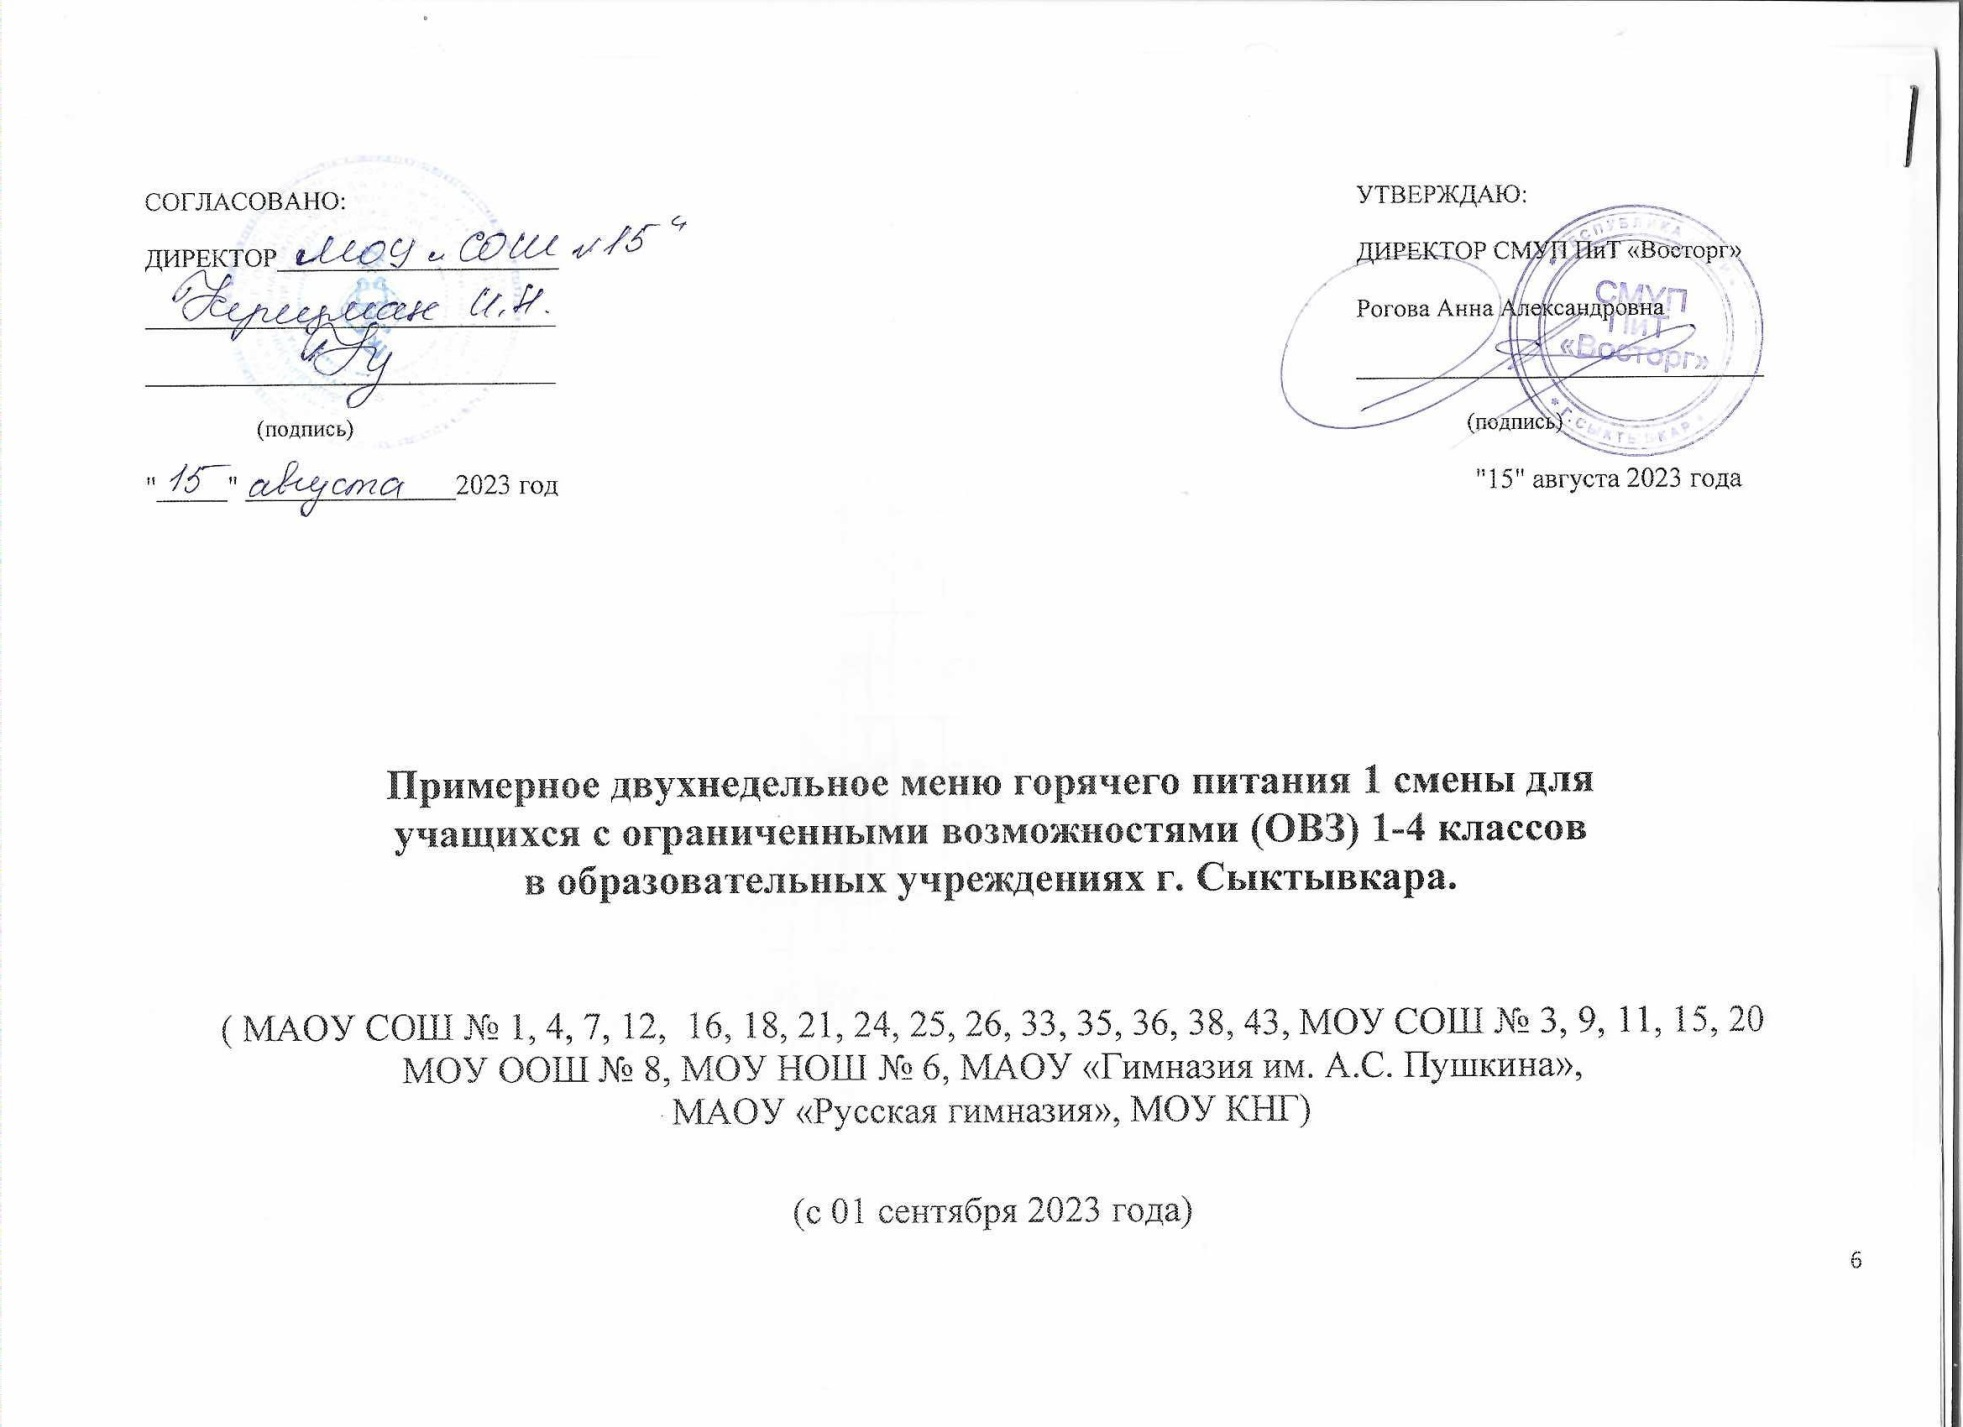 СОГЛАСОВАНО:
ДИРЕКТОР МОУ "СОШ №15"
И.Н.
(подпись)
"15" августа 2023 год
УТВЕРЖДАЮ:
ДИРЕКТОР СМУП ПиТ «Восторг»
Рогова Анна Александровна
(подпись)
"15" августа 2023 года
РЕСПУБЛИКА
СМУП
ПиТ
«Восторг»
Г. СЫКТЫВКАР
Примерное двухнедельное меню горячего питания 1 смены для
учащихся с ограниченными возможностями (ОВЗ) 1-4 классов
в образовательных учреждениях г. Сыктывкара.
( МАОУ СОШ № 1, 4, 7, 12, 16, 18, 21, 24, 25, 26, 33, 35, 36, 38, 43, МОУ СОШ № 3, 9, 11, 15, 20
МОУ ООШ № 8, МОУ НОШ № 6, МАОУ «Гимназия им. А.С. Пушкина»,
МАОУ «Русская гимназия», МОУ КНГ)
(с 01 сентября 2023 года)
6